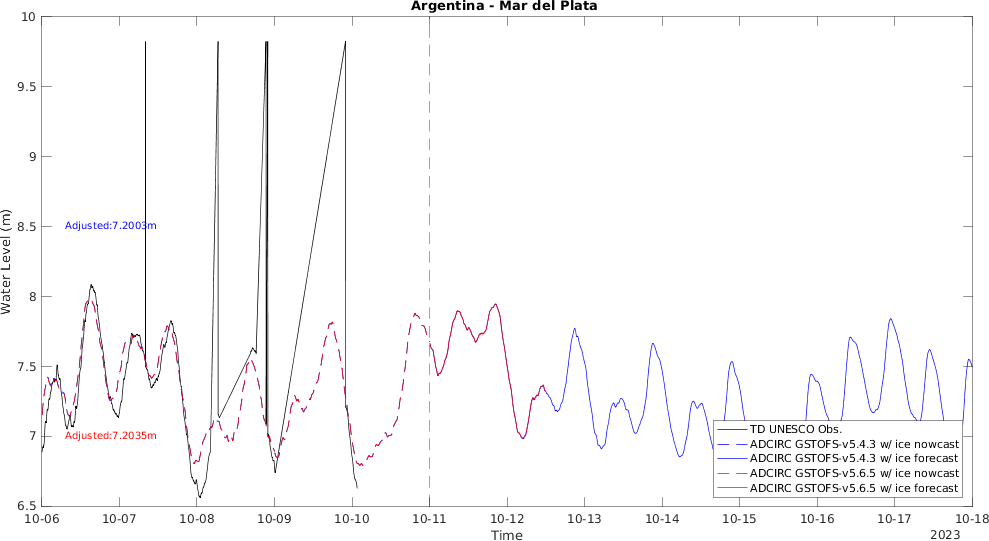 Argentina - Mar del Plata
10
9.5
9
8.5
8
7.5
7
6.5
Water Level (m)
Adjusted:7.2003m
Adjusted:7.2035m
TD UNESCO Obs.
ADCIRC GSTOFS-v5.4.3 w/ ice nowcast
ADCIRC GSTOFS-v5.4.3 w/ ice forecast
ADCIRC GSTOFS-v5.6.5 w/ ice nowcast
ADCIRC GSTOFS-v5.6.5 w/ ice forecast
10-06 10-07 10-08 10-09 10-10 10-11 10-12 10-13 10-14 10-15 10-16 10-17 10-18
Time
2023